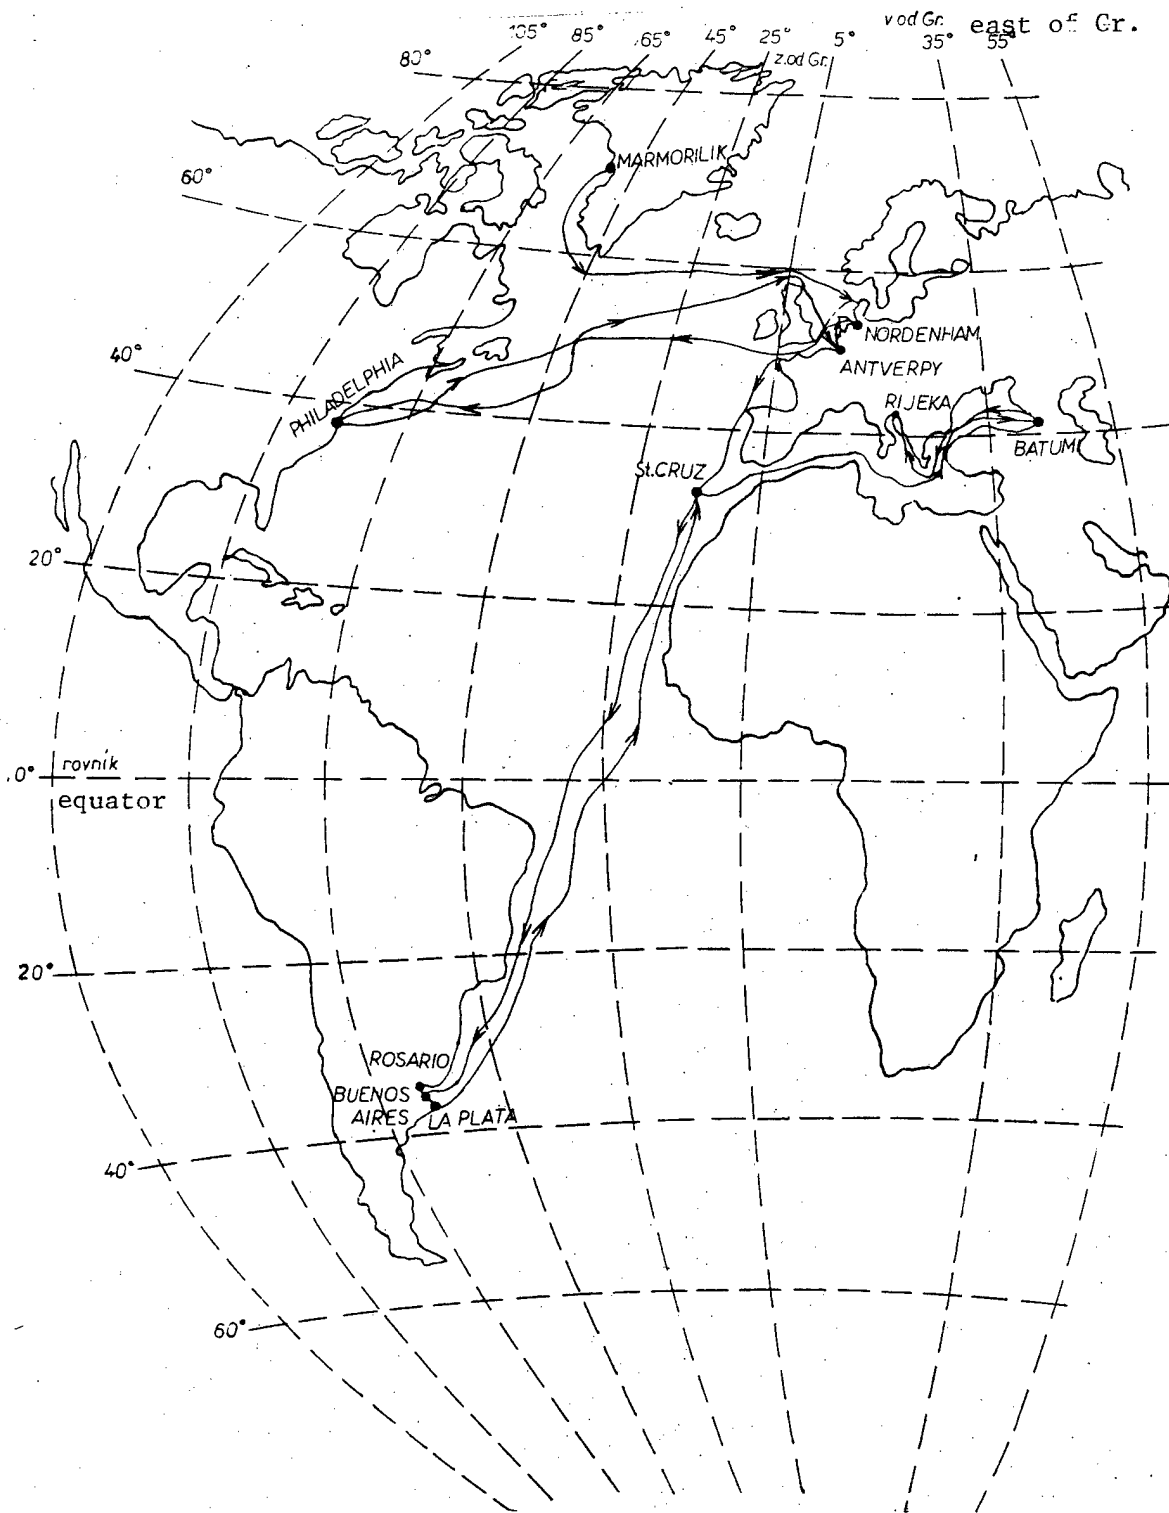 v od Gr. east of Gr.
105° 85° 65° 45° 25° 5° 35° 55°
z. od Gr.
80°
MARMORILIK
60°
NORDENHAM
40°
ANTVERPY
PHILADELPHIA
RIJEKA
BATUMI
St. CRUZ
20°
0° rovník
equator
20°
ROSARIO
BUENOS
AIRES LA PLATA
40°
60°